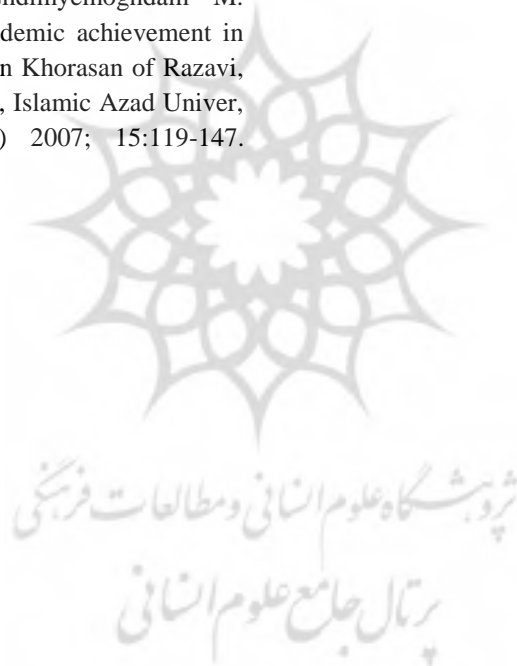 M.
demic achievement in
n Khorasan of Razavi,
, Islamic Azad Univer,
) 2007; 15:119-147.
پژوهشگاه علوم انسانی و مطالعات فرهنگی
پرتال جامع علوم انسانی